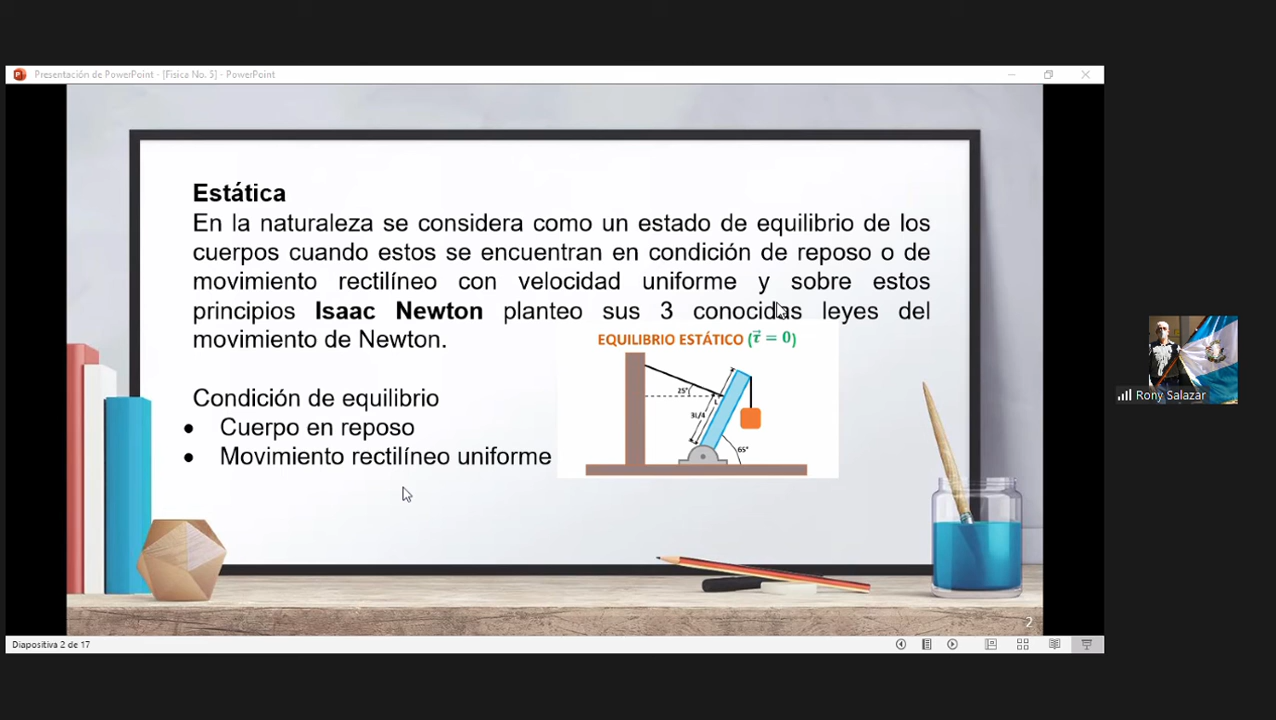 Presentación de PowerPoint - [Fisica No. 5] - PowerPoint
Estática
En la naturaleza se considera como un estado de equilibrio de los
cuerpos cuando estos se encuentran en condición de reposo o de
movimiento rectilíneo con velocidad uniforme y sobre estos
principios Isaac Newton planteo sus 3 conocidas leyes del
movimiento de Newton.
EQUILIBRIO ESTÁTICO (τ⃗ = 0)
25°
L
3L/4
65°
Condición de equilibrio
• Cuerpo en reposo
• Movimiento rectilíneo uniforme
Rony Salazar
2
Diapositiva 2 de 17